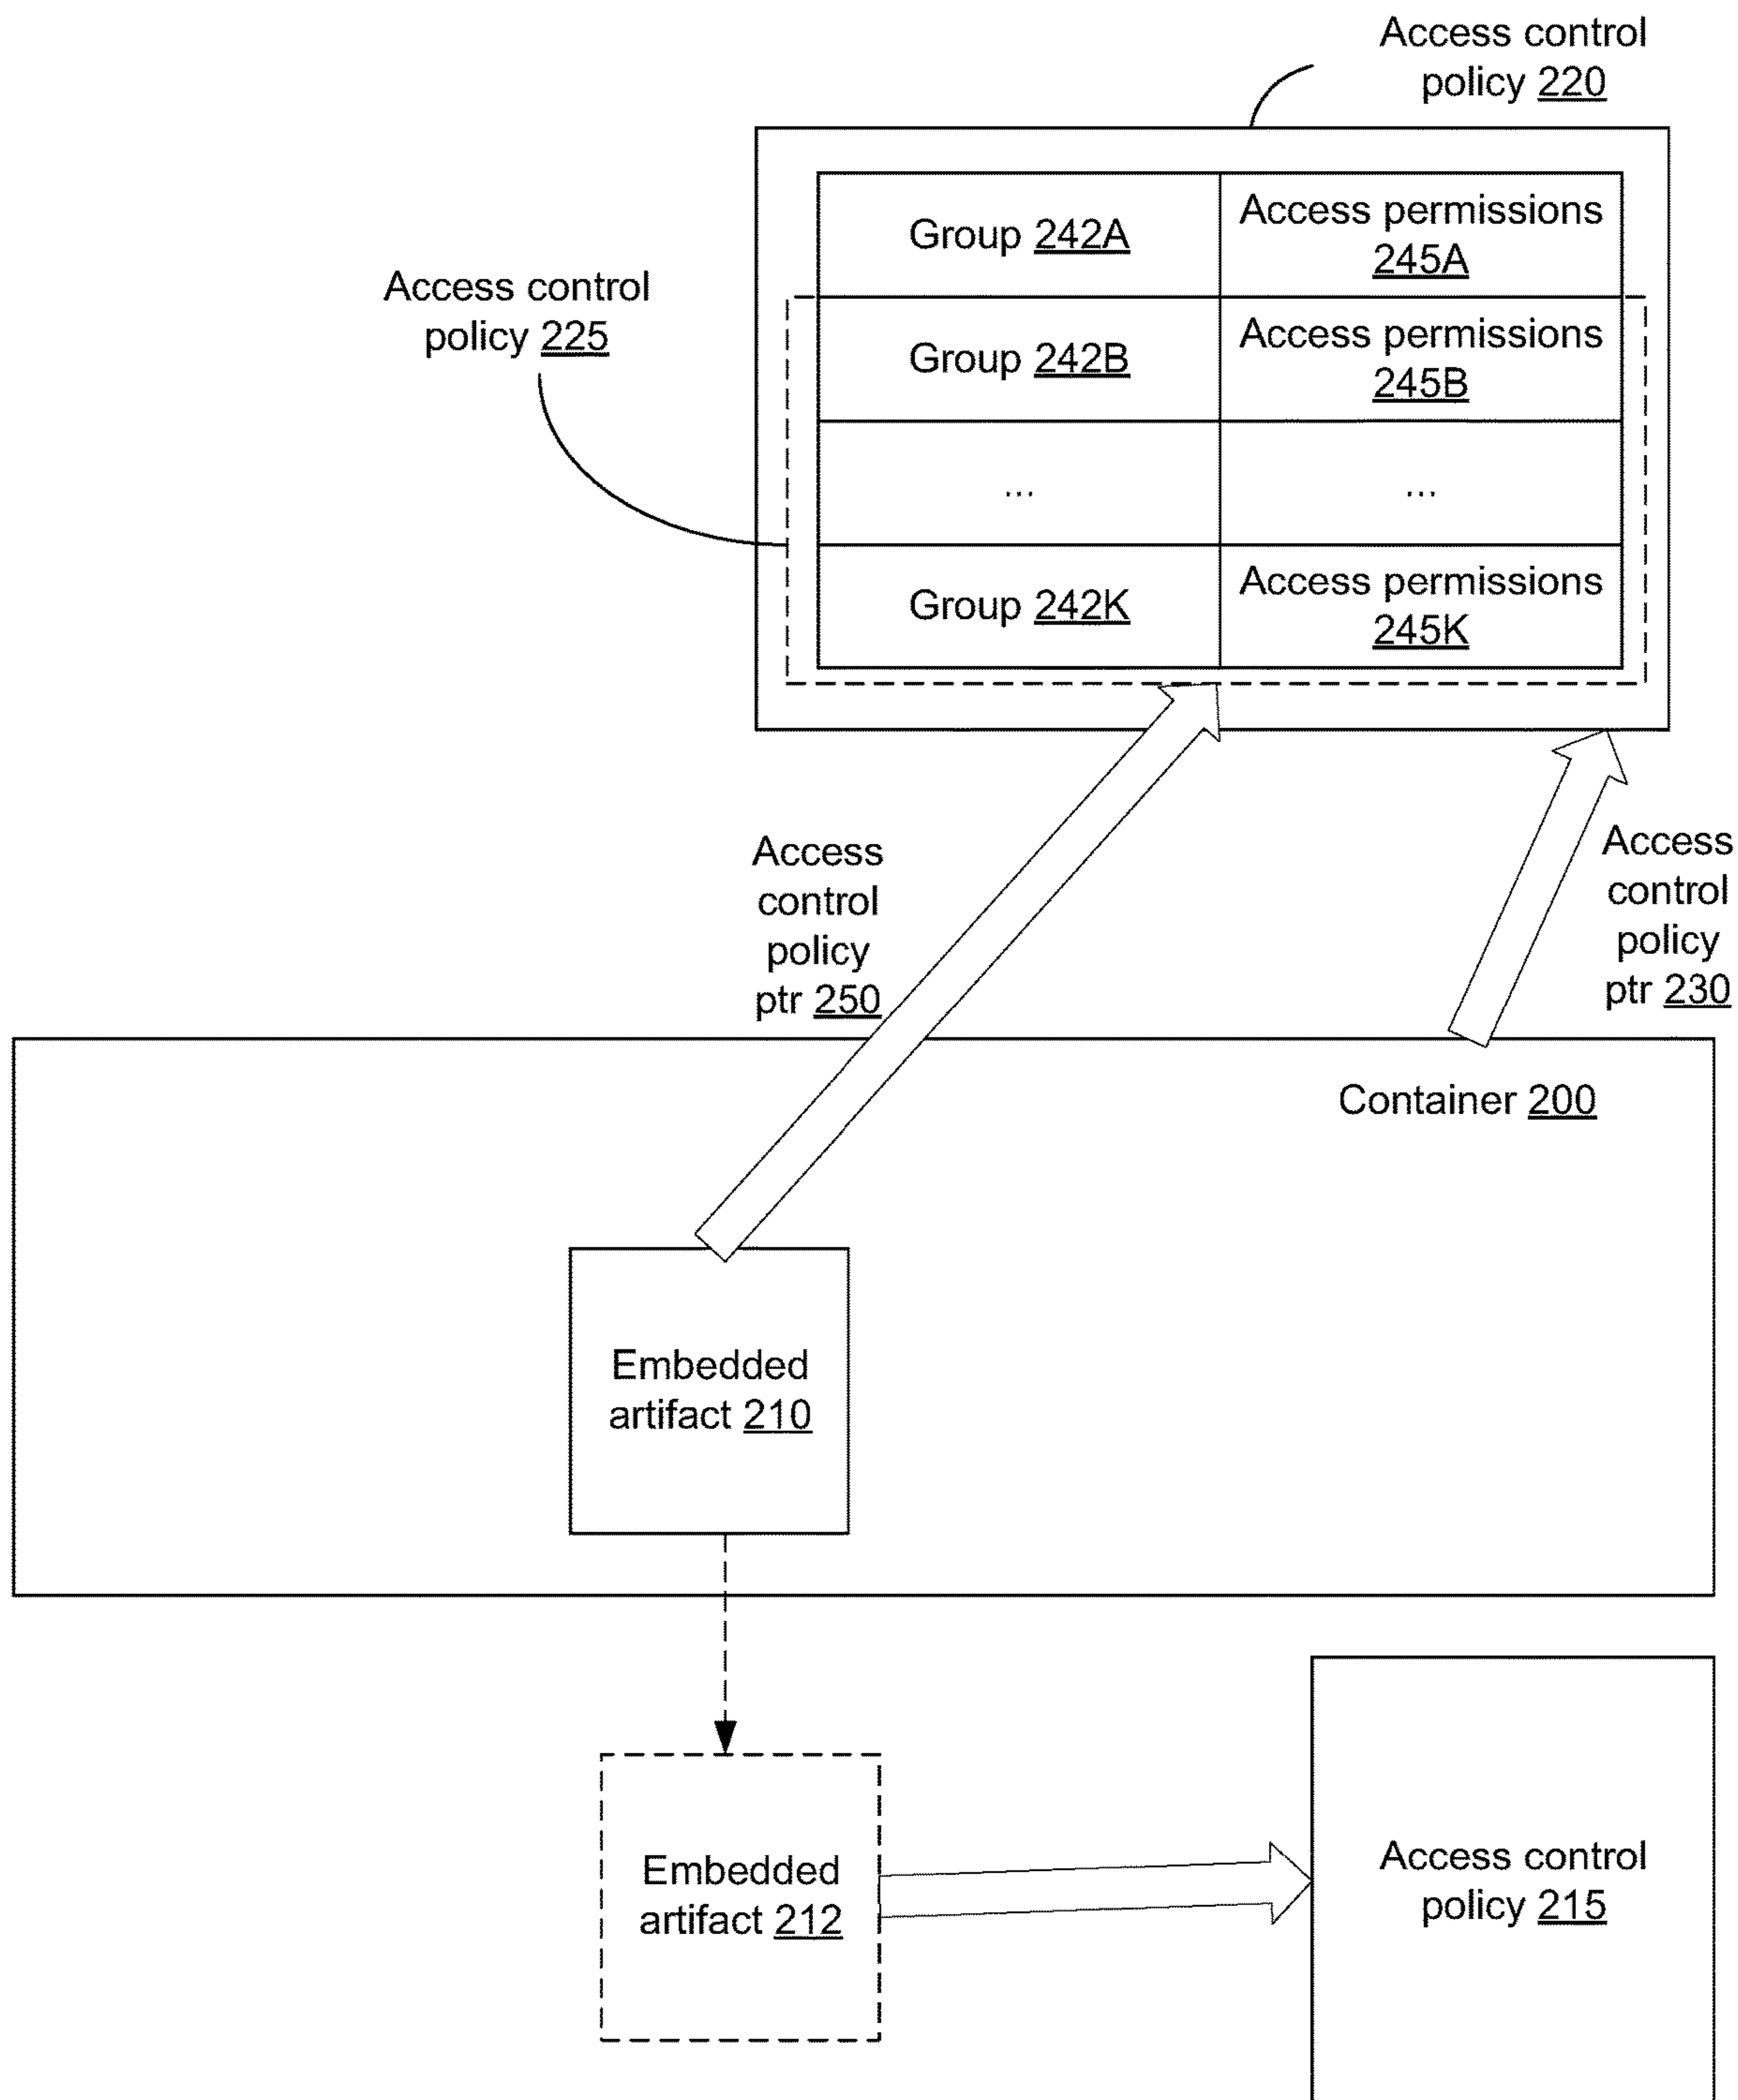 Access control
policy 220
Group 242A
Access permissions
245A
Access control
policy 225
Group 242B
Access permissions
245B
...
...
Group 242K
Access permissions
245K
Access
control
policy
ptr 250
Access
control
policy
ptr 230
Container 200
Embedded
artifact 210
Embedded
artifact 212
Access control
policy 215